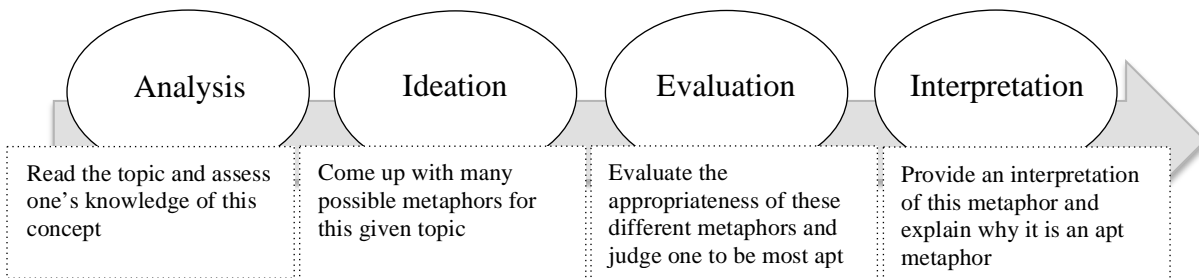 Analysis
Ideation
Evaluation
Interpretation
Read the topic and assess
one’s knowledge of this
concept
Come up with many
possible metaphors for
this given topic
Evaluate the
appropriateness of these
different metaphors and
judge one to be most apt
Provide an interpretation
of this metaphor and
explain why it is an apt
metaphor